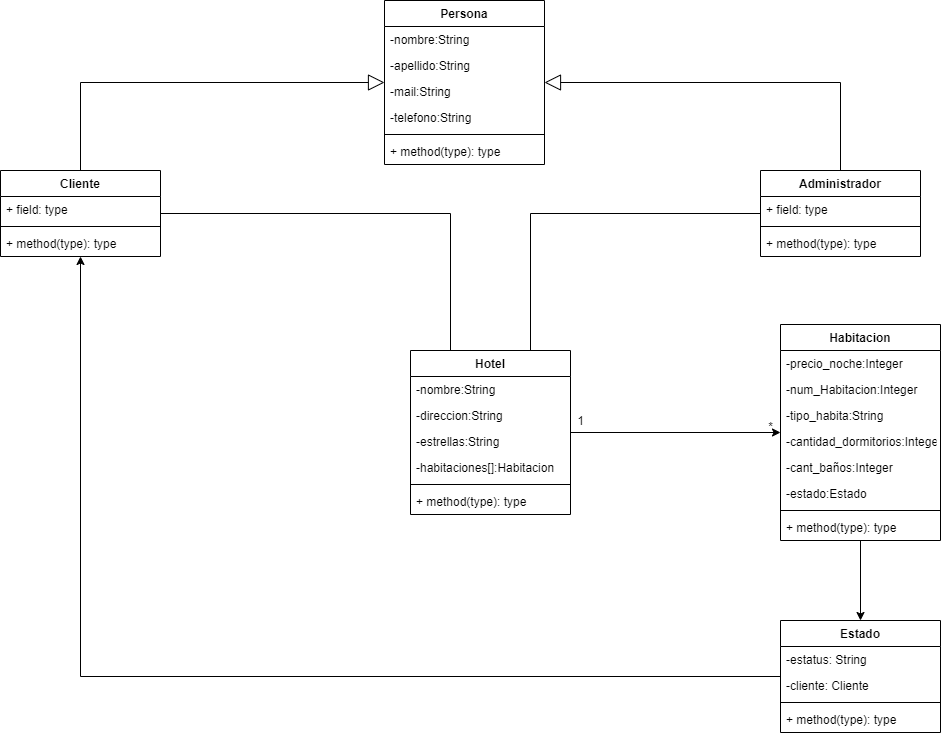 Persona
-nombre:String
-apellido:String
-mail:String
-telefono:String
+ method(type): type
Cliente
+ field: type
+ method(type): type
Administrador
+ field: type
+ method(type): type
Hotel
-nombre:String
-direccion:String
-estrellas:String
-habitaciones[]:Habitacion
+ method(type): type
1
*
Habitacion
-precio_noche:Integer
-num_Habitacion:Integer
-tipo_habita:String
-cantidad_dormitorios:Intege
-cant_baños:Integer
-estado:Estado
+ method(type): type
Estado
-estatus: String
-cliente: Cliente
+ method(type): type